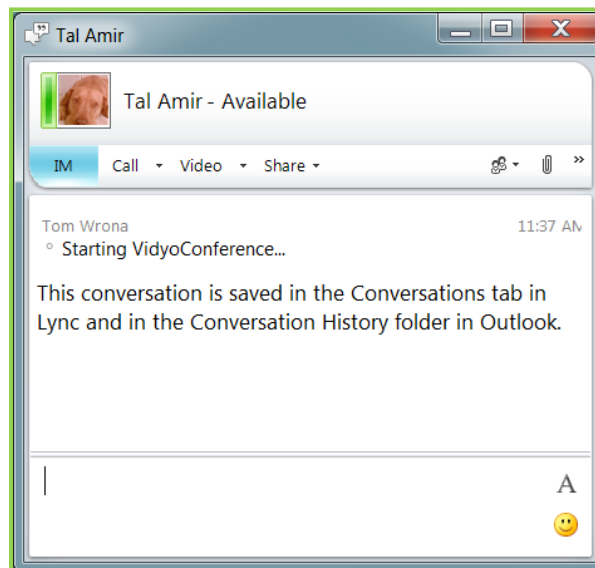 Tal Amir
Tal Amir - Available
IM Call Video Share »
Tom Wrona 11:37 AM
° Starting VidyoConference...
This conversation is saved in the Conversations tab in
Lync and in the Conversation History folder in Outlook.
A